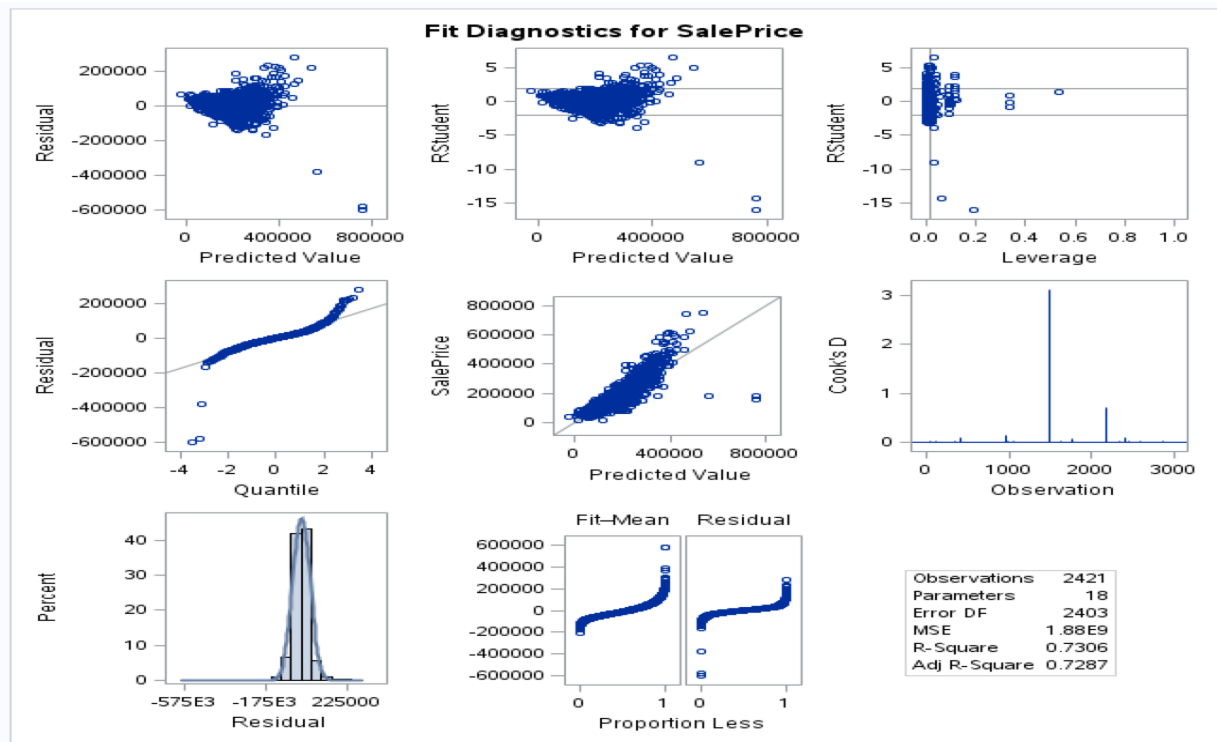 Fit Diagnostics for SalePrice
Residual
200000
0
-200000
-400000
-600000
0 400000 800000
Predicted Value
RStudent
5
0
-5
-10
-15
0 400000 800000
Predicted Value
RStudent
5
0
-5
-10
-15
0.0 0.2 0.4 0.6 0.8 1.0
Leverage
Residual
200000
0
-200000
-400000
-600000
-4 -2 0 2 4
Quantile
SalePrice
800000
600000
400000
200000
0
0 400000 800000
Predicted Value
Cook's D
3
2
1
0
0 1000 2000 3000
Observation
Percent
40
30
20
10
0
-575E3 -175E3 225000
Residual
Fit–Mean Residual
600000
400000
200000
0
-200000
-400000
-600000
0 1 0 1
Proportion Less
Observations 2421
Parameters 18
Error DF 2403
MSE 1.88E9
R-Square 0.7306
Adj R-Square 0.7287